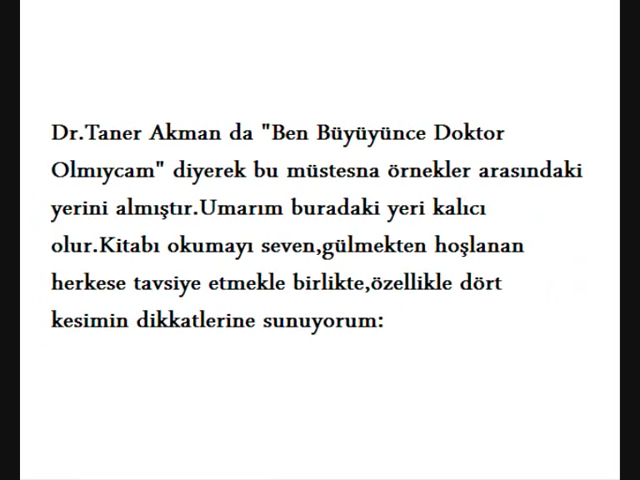 Dr.Taner Akman da "Ben Büyüyünce Doktor
Olmıycam" diyerek bu müstesna örnekler arasındaki
yerini almıştır.Umarım buradaki yeri kalıcı
olur.Kitabı okumayı seven,gülmekten hoşlanan
herkese tavsiye etmekle birlikte,özellikle dört
kesimin dikkatlerine sunuyorum: